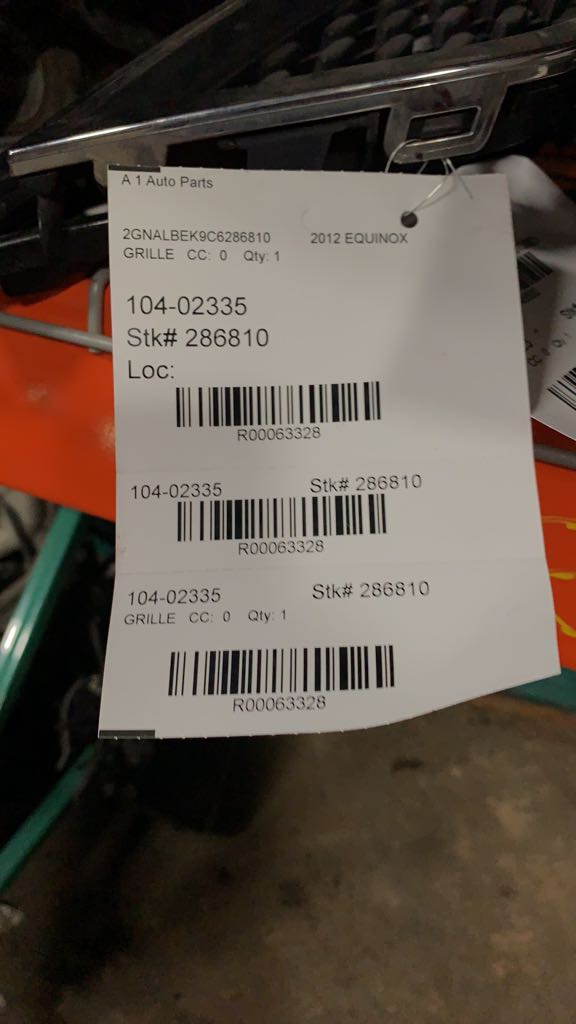 A 1 Auto Parts
2GNALBEK9C6286810 2012 EQUINOX
GRILLE CC: 0 Qty: 1
104-02335
Stk# 286810
Loc:
R00063328
104-02335 Stk# 286810
R00063328
104-02335 Stk# 286810
GRILLE CC: 0 Qty: 1
R00063328